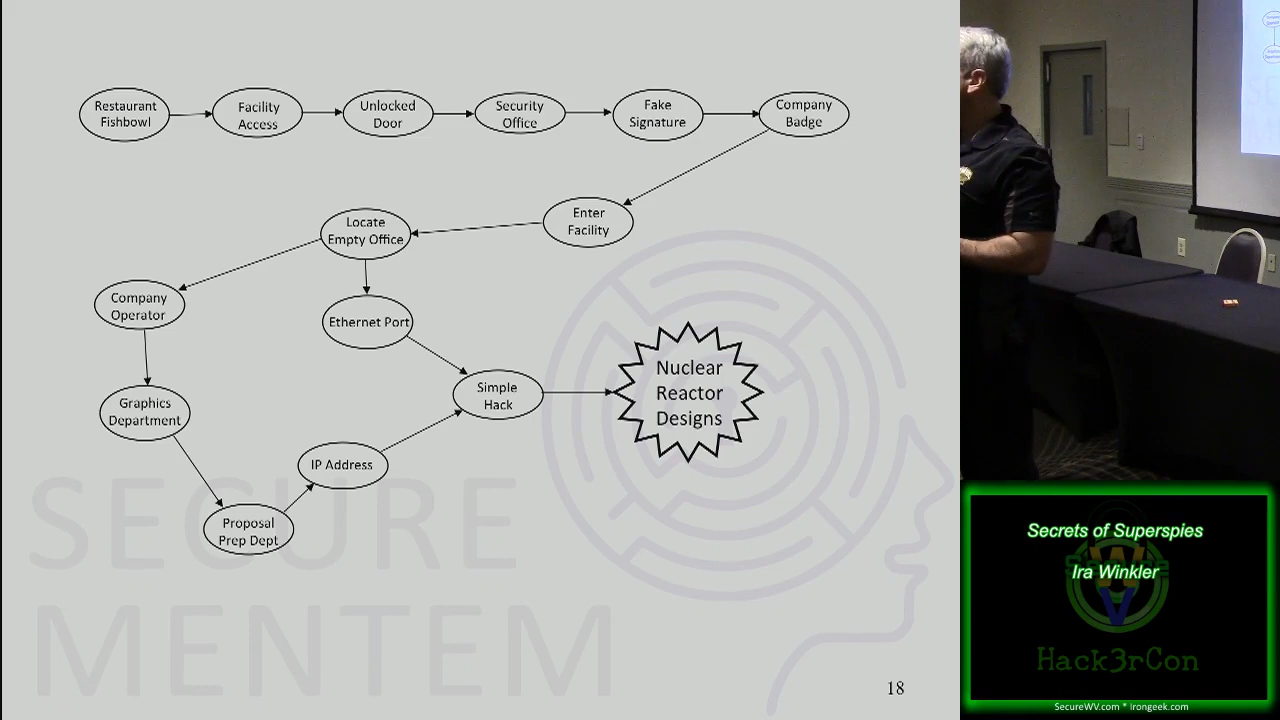 Restaurant
Fishbowl
Facility
Access
Unlocked
Door
Security
Office
Fake
Signature
Company
Badge
Enter
Facility
Locate
Empty Office
Company
Operator
Ethernet Port
Graphics
Department
Simple
Hack
Nuclear
Reactor
Designs
IP Address
Proposal
Prep Dept
SECURE
MENTEM
18
Secrets of Superspies
Ira Winkler
Hack3rCon
SecureWV.com * Irongeek.com